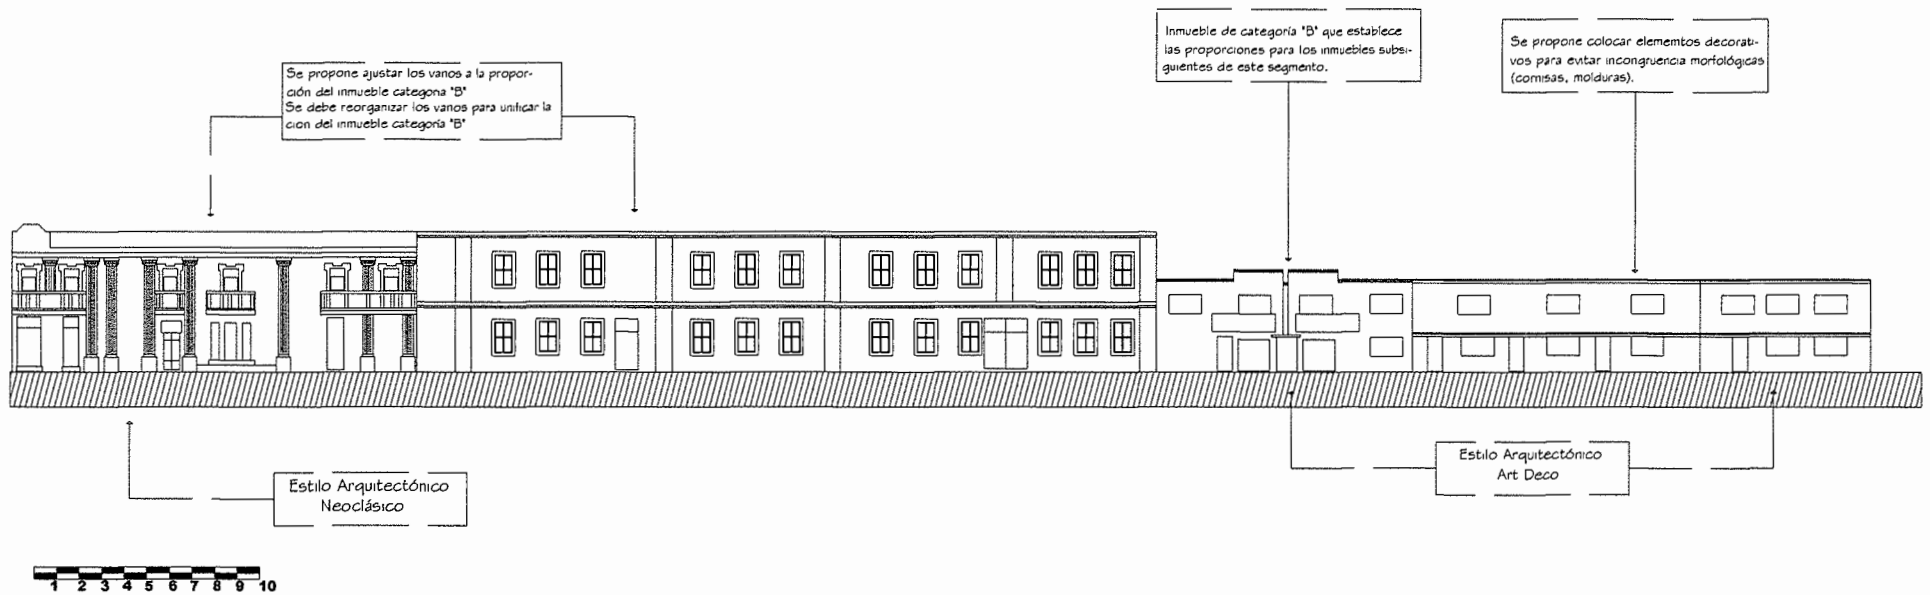 Inmueble de categoría "B" que establece
las proporciones para los inmuebles subsi-
guientes de este segmento.
Se propone colocar elememtos decorati-
vos para evitar incongruencia morfológicas
(cornisas, molduras).
Se propone ajustar los vanos a la propor-
ción del inmueble categoria "B"
Se debe reorganizar los vanos para unificar la
cion del inmueble categoría "B"
Estilo Arquitectónico
Neoclásico
Estilo Arquitectónico
Art Deco
1 2 3 4 5 6 7 8 9 10